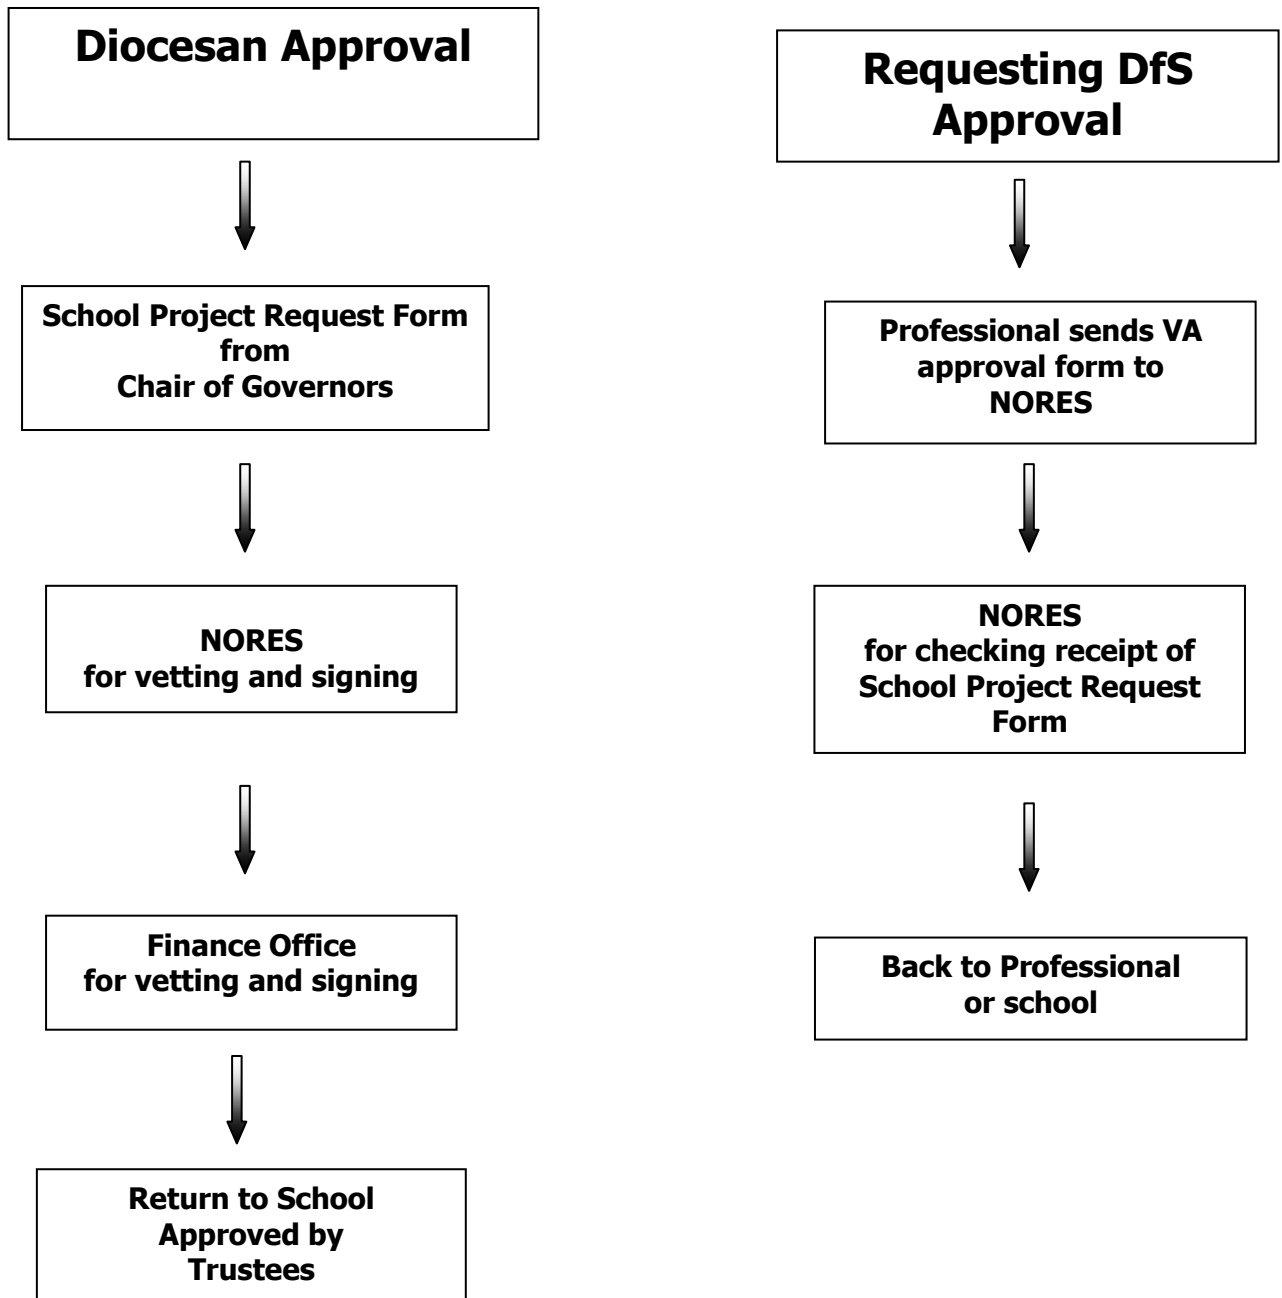 Diocesan Approval
School Project Request Form
from
Chair of Governors
NORES
for vetting and signing
Finance Office
for vetting and signing
Return to School
Approved by
Trustees
Requesting DfS
Approval
Professional sends VA
approval form to
NORES
NORES
for checking receipt of
School Project Request
Form
Back to Professional
or school